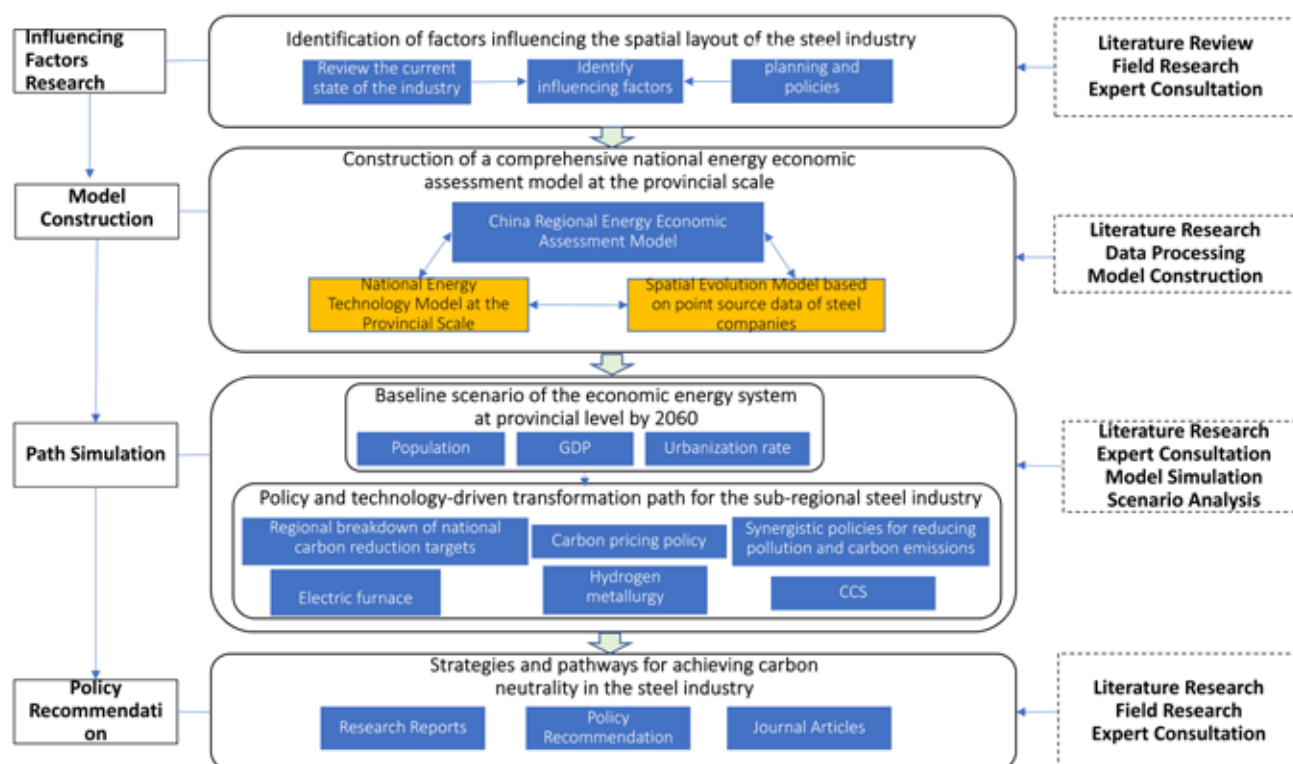 Influencing
Factors
Research
Identification of factors influencing the spatial layout of the steel industry
Review the current
state of the industry
Identify
influencing factors
planning and
policies
Literature Review
Field Research
Expert Consultation
Model
Construction
Construction of a comprehensive national energy economic
assessment model at the provincial scale
China Regional Energy Economic
Assessment Model
National Energy
Technology Model at the
Provincial Scale
Spatial Evolution Model based
on point source data of steel
companies
Literature Research
Data Processing
Model Construction
Path Simulation
Baseline scenario of the economic energy system
at provincial level by 2060
Population
GDP
Urbanization rate
Policy and technology-driven transformation path for the sub-regional steel industry
Regional breakdown of national
carbon reduction targets
Carbon pricing policy
Synergistic policies for reducing
pollution and carbon emissions
Electric furnace
Hydrogen
metallurgy
CCS
Literature Research
Expert Consultation
Model Simulation
Scenario Analysis
Policy
Recommendati
on
Strategies and pathways for achieving carbon
neutrality in the steel industry
Research Reports
Policy
Recommendation
Journal Articles
Literature Research
Field Research
Expert Consultation